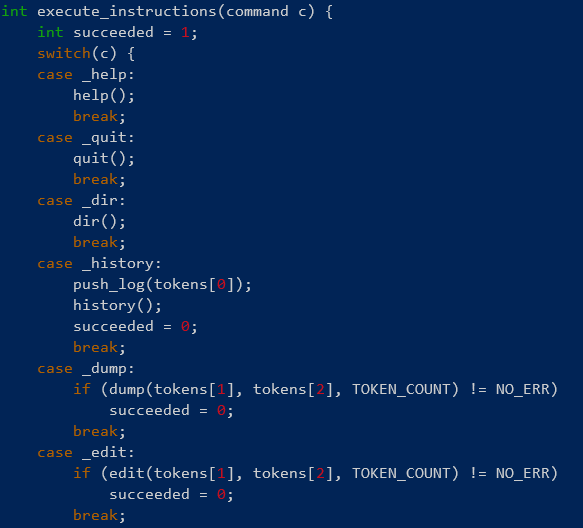 int execute_instructions(command c) {
    int succeeded = 1;
    switch(c) {
    case _help:
        help();
        break;
    case _quit:
        quit();
        break;
    case _dir:
        dir();
        break;
    case _history:
        push_log(tokens[0]);
        history();
        succeeded = 0;
        break;
    case _dump:
        if (dump(tokens[1], tokens[2], TOKEN_COUNT) != NO_ERR)
            succeeded = 0;
        break;
    case _edit:
        if (edit(tokens[1], tokens[2], TOKEN_COUNT) != NO_ERR)
            succeeded = 0;
        break;